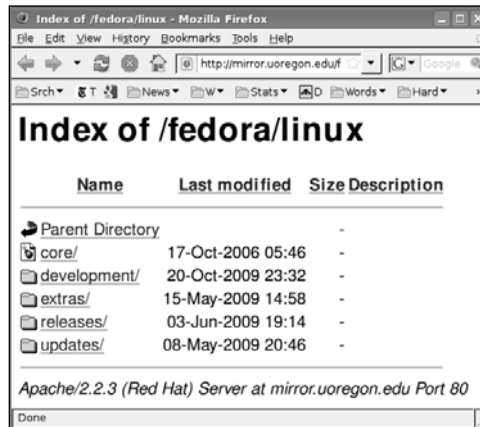 Index of /fedora/linux - Mozilla Firefox
File Edit View History Bookmarks Tools Help
http://mirror.uoregon.edu/f Google
Srch T News W Stats D Words Hard
Index of /fedora/linux
Name Last modified Size Description
Parent Directory -
core/ 17-Oct-2006 05:46 -
development/ 20-Oct-2009 23:32 -
extras/ 15-May-2009 14:58 -
releases/ 03-Jun-2009 19:14 -
updates/ 08-May-2009 20:46 -
Apache/2.2.3 (Red Hat) Server at mirror.uoregon.edu Port 80
Done